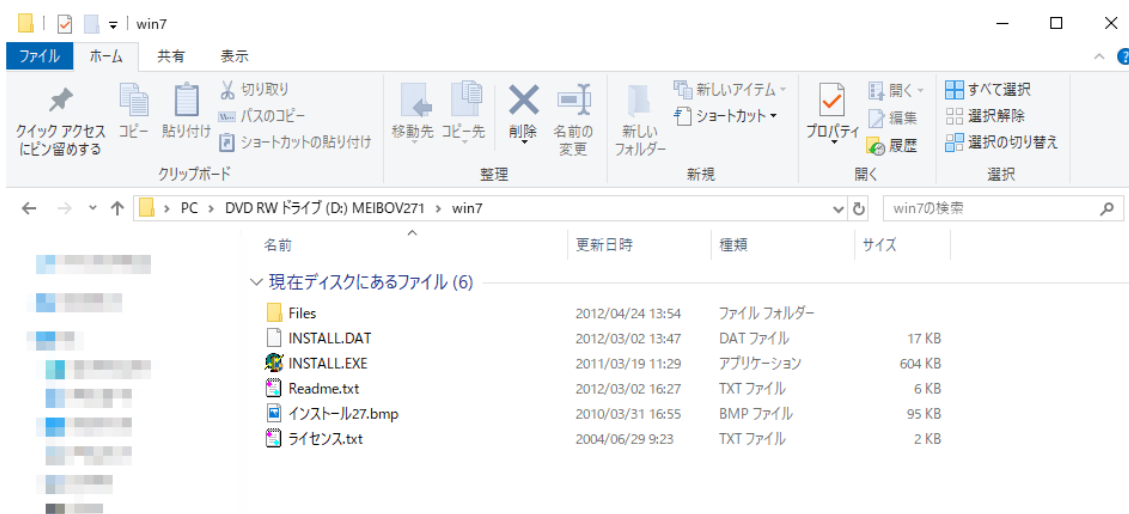 win7
ファイル ホーム 共有 表示
クイック アクセス
にピン留めする
コピー
貼り付け
切り取り
パスのコピー
ショートカットの貼り付け
クリップボード
移動先 コピー先 削除 名前の
変更
整理
新しい
フォルダー
新しいアイテム
ショートカット
新規
プロパティ
開く
編集
履歴
開く
すべて選択
選択解除
選択の切り替え
選択
PC > DVD RW ドライブ (D:) MEIBOV271 > win7
win7の検索
名前 更新日時 種類 サイズ
現在ディスクにあるファイル (6)
Files 2012/04/24 13:54 ファイル フォルダー
INSTALL.DAT 2012/03/02 13:47 DAT ファイル 17 KB
INSTALL.EXE 2011/03/19 11:29 アプリケーション 604 KB
Readme.txt 2012/03/02 16:27 TXT ファイル 6 KB
インストール27.bmp 2010/03/31 16:55 BMP ファイル 95 KB
ライセンス.txt 2004/06/29 9:23 TXT ファイル 2 KB